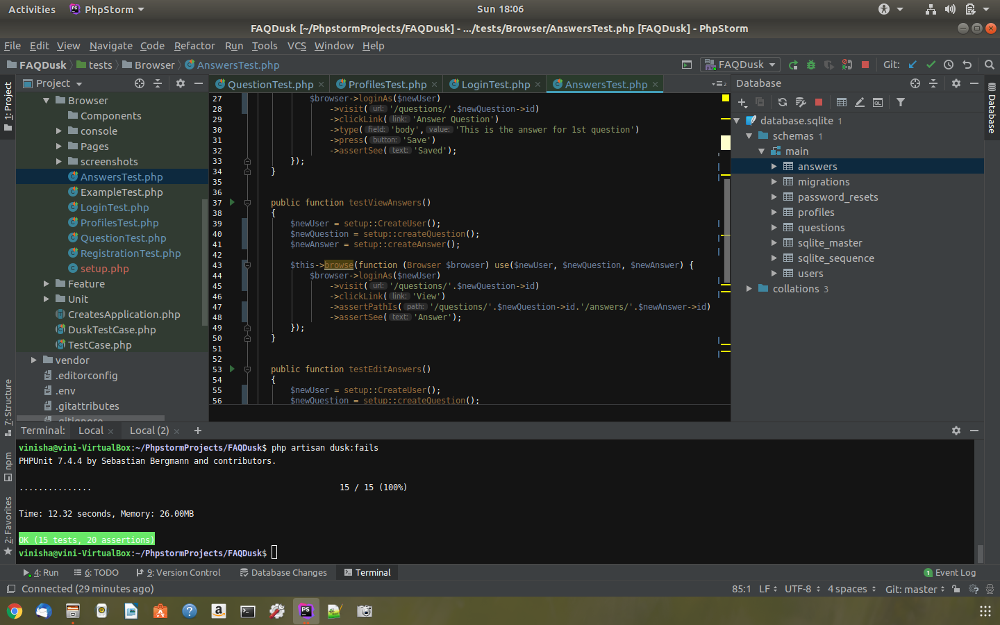 Activities PhpStorm Sun 18:06
FAQDusk [~/PhpstormProjects/FAQDusk] - .../tests/Browser/AnswersTest.php [FAQDusk] - PhpStorm
File Edit View Navigate Code Refactor Run Tools VCS Window Help
FAQDusk tests Browser AnswersTest.php FAQDusk Git:
1: Project
7: Structure
npm
2: Favorites
Project
Browser
Components
console
Pages
screenshots
AnswersTest.php
ExampleTest.php
LoginTest.php
ProfilesTest.php
QuestionTest.php
RegistrationTest.php
setup.php
Feature
Unit
CreatesApplication.php
DuskTestCase.php
TestCase.php
vendor
.editorconfig
.env
.gitattributes
.gitignore
QuestionTest.php × ProfilesTest.php × LoginTest.php × AnswersTest.php ×
27 $browser->loginAs($newUser)
28 ->visit( url: '/questions/'.$newQuestion->id)
29 ->clickLink( link: 'Answer Question')
30 ->type( field: 'body', value: 'This is the answer for 1st question')
31 ->press( button: 'Save')
32 ->assertSee( text: 'Saved');
33 });
34 }
35
36
37 public function testViewAnswers()
38 {
39 $newUser = setup::CreateUser();
40 $newQuestion = setup::createQuestion();
41 $newAnswer = setup::createAnswer();
42
43 $this->browse(function (Browser $browser) use($newUser, $newQuestion, $newAnswer) {
44 $browser->loginAs($newUser)
45 ->visit( url: '/questions/'.$newQuestion->id)
46 ->clickLink( link: 'View')
47 ->assertPathIs( path: '/questions/'.$newQuestion->id.'/answers/'.$newAnswer->id)
48 ->assertSee( text: 'Answer');
49 });
50 }
51
52
53 public function testEditAnswers()
54 {
55 $newUser = setup::CreateUser();
56 $newQuestion = setup::createQuestion();
Database
database.sqlite 1
schemas 1
main
answers
migrations
password_resets
profiles
questions
sqlite_master
sqlite_sequence
users
collations 3
Database
Terminal: Local × Local (2) × +
vinisha@vini-VirtualBox:~/PhpstormProjects/FAQDusk$ php artisan dusk:fails
PHPUnit 7.4.4 by Sebastian Bergmann and contributors.
............... 15 / 15 (100%)
Time: 12.32 seconds, Memory: 26.00MB
OK (15 tests, 20 assertions)
vinisha@vini-VirtualBox:~/PhpstormProjects/FAQDusk$
4: Run 6: TODO 9: Version Control Database Changes Terminal 1 Event Log
Connected (29 minutes ago) 85:1 LF UTF-8 4 spaces Git: master